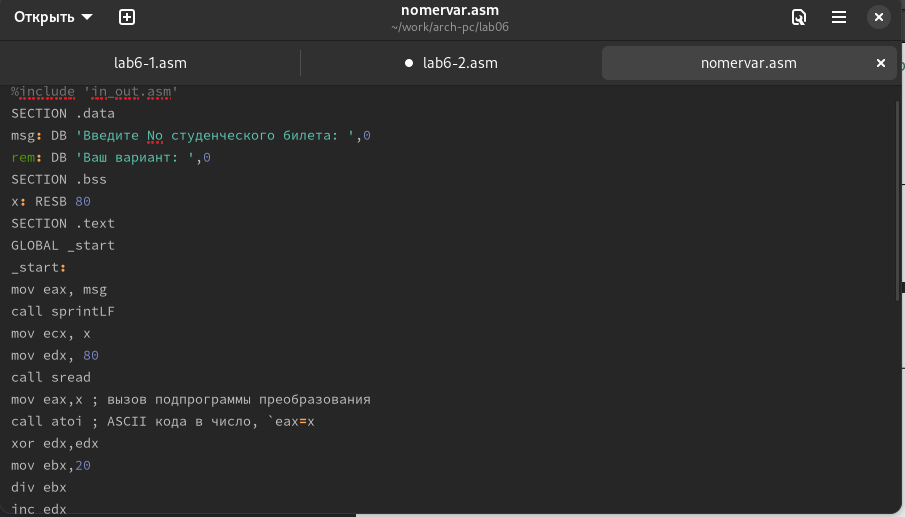 Открыть
nomervar.asm
~/work/arch-pc/lab06
lab6-1.asm
lab6-2.asm
nomervar.asm
%include 'in_out.asm'
SECTION .data
msg: DB 'Введите No студенческого билета: ',0
rem: DB 'Ваш вариант: ',0
SECTION .bss
x: RESB 80
SECTION .text
GLOBAL _start
_start:
mov eax, msg
call sprintLF
mov ecx, x
mov edx, 80
call sread
mov eax,x ; вызов подпрограммы преобразования
call atoi ; ASCII кода в число, `eax=x
xor edx,edx
mov ebx,20
div ebx
inc edx